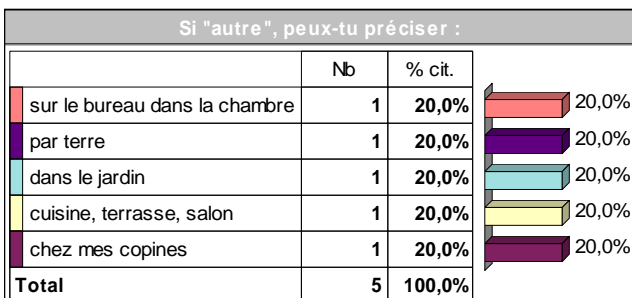 Si "autre", peux-tu préciser :
Nb % cit.
sur le bureau dans la chambre 1 20,0% 20,0%
par terre 1 20,0% 20,0%
dans le jardin 1 20,0% 20,0%
cuisine, terrasse, salon 1 20,0% 20,0%
chez mes copines 1 20,0% 20,0%
Total 5 100,0%